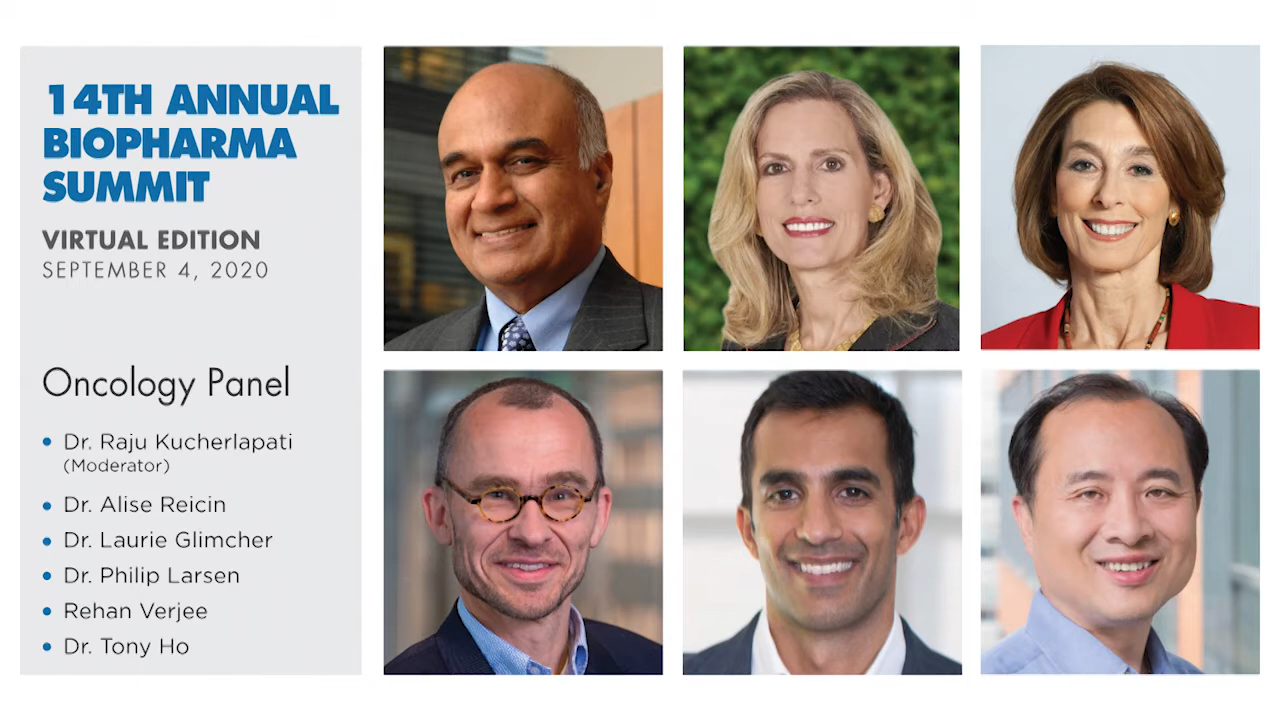 14TH ANNUAL
BIOPHARMA
SUMMIT
VIRTUAL EDITION
SEPTEMBER 4, 2020
Oncology Panel
• Dr. Raju Kucherlapati
(Moderator)
• Dr. Alise Reicin
• Dr. Laurie Glimcher
• Dr. Philip Larsen
• Rehan Verjee
• Dr. Tony Ho